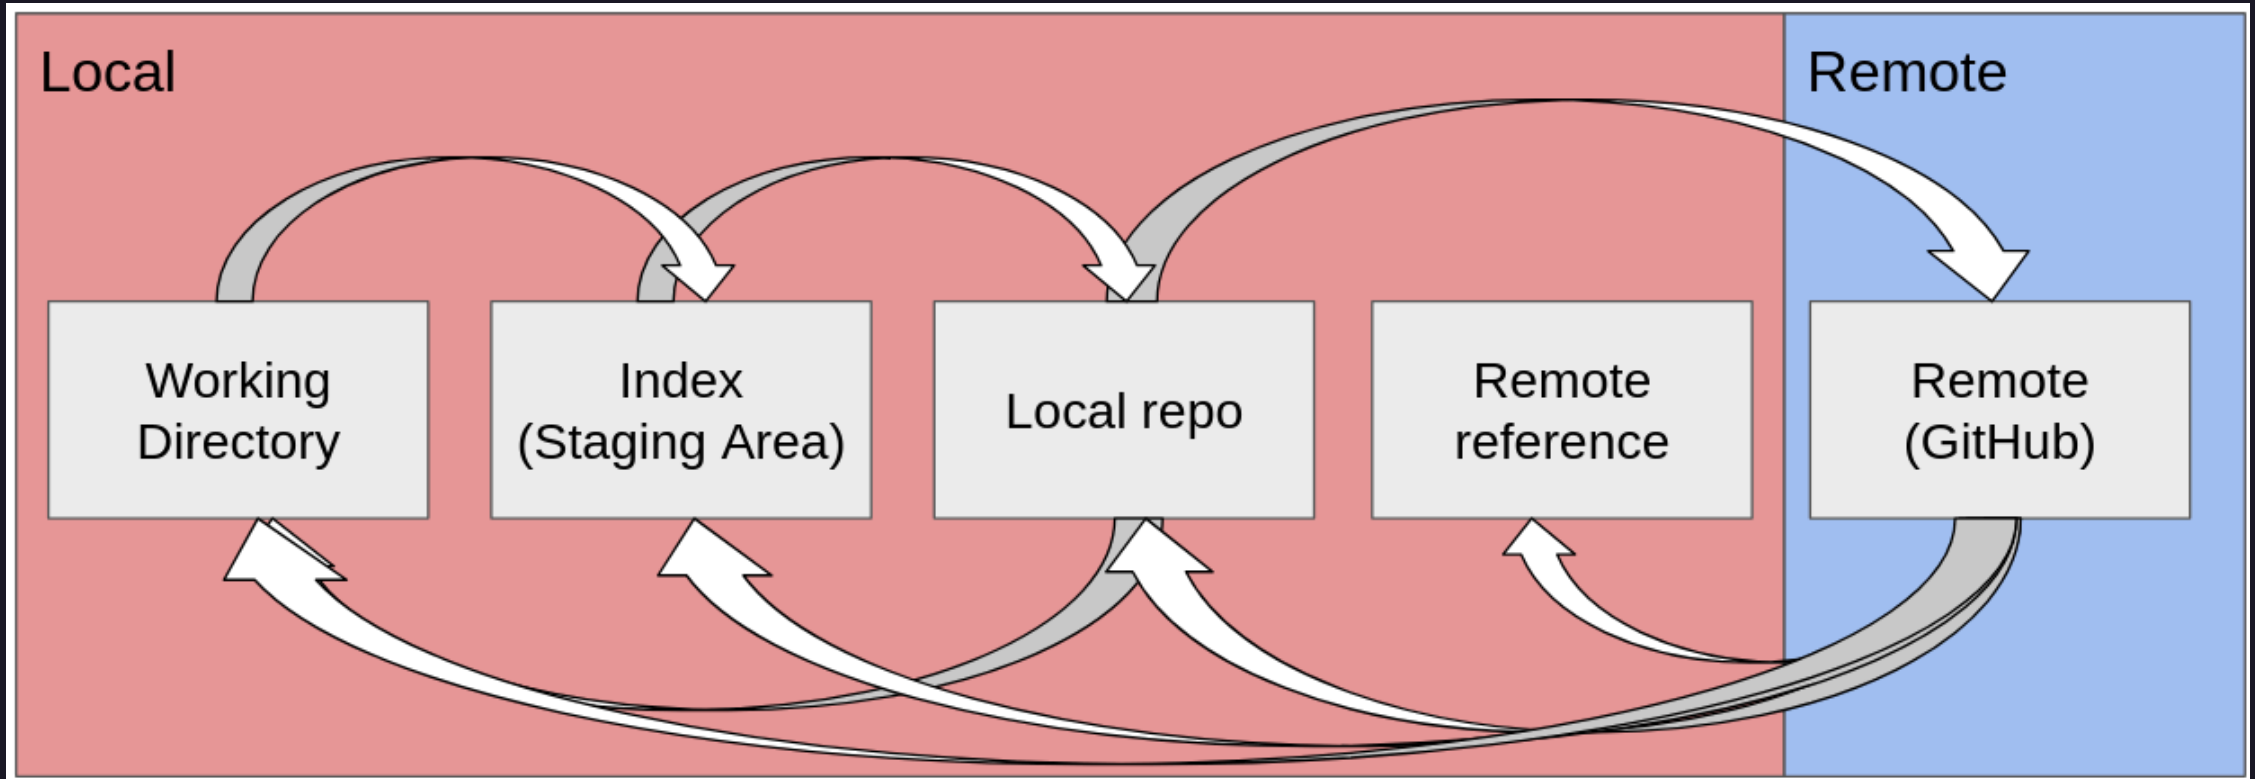 Local
Remote
Working
Directory
Index
(Staging Area)
Local repo
Remote
reference
Remote
(GitHub)